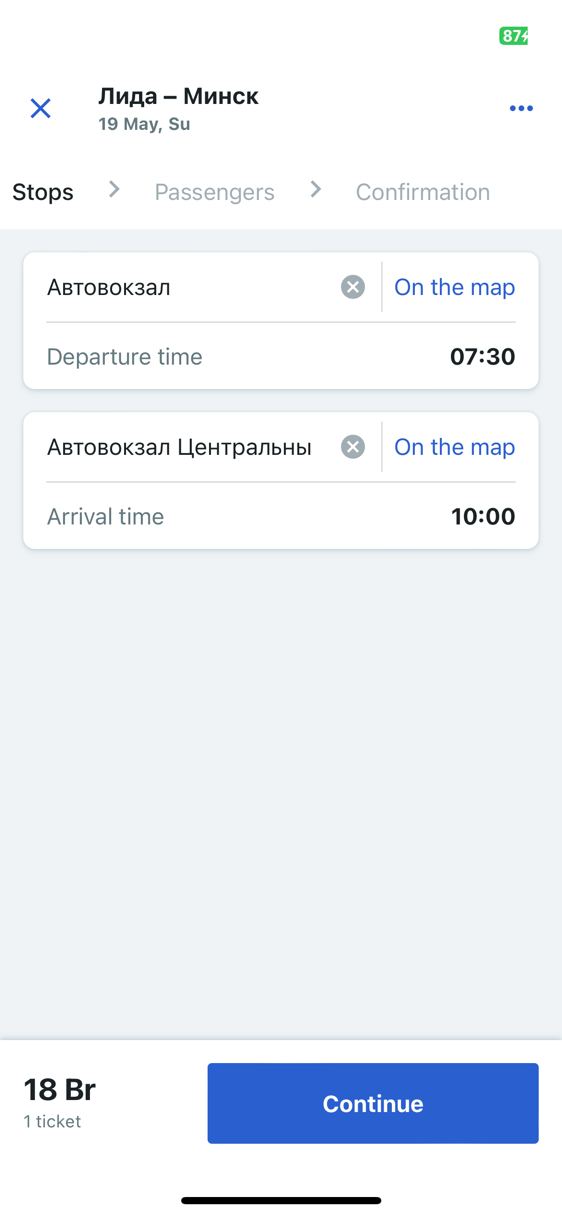 87
Лида – Минск
19 May, Su
Stops Passengers Confirmation
Автовокзал On the map
Departure time 07:30
Автовокзал Центральны On the map
Arrival time 10:00
18 Br
1 ticket
Continue